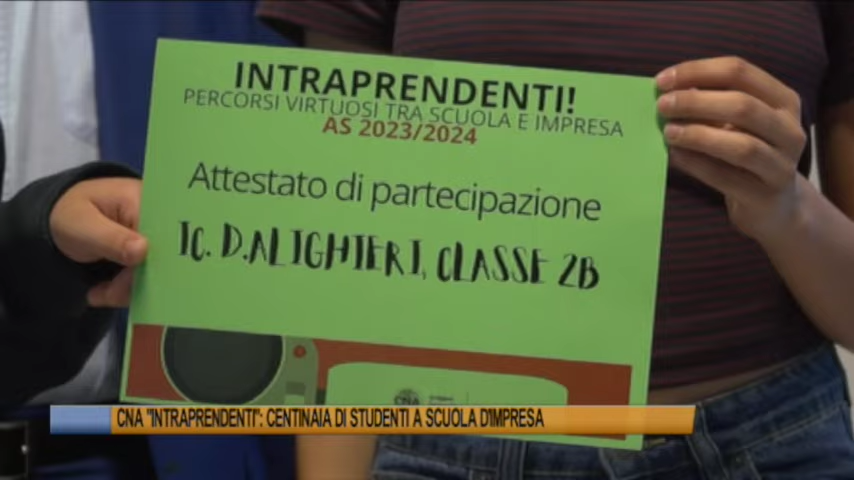 INTRAPRENDENTI!
PERCORSI VIRTUOSI TRA SCUOLA E IMPRESA
AS 2023/2024
Attestato di partecipazione
IC. D.ALIGHIERI, CLASSE 2B
CNA
CNA "INTRAPRENDENTI": CENTINAIA DI STUDENTI A SCUOLA D'IMPRESA